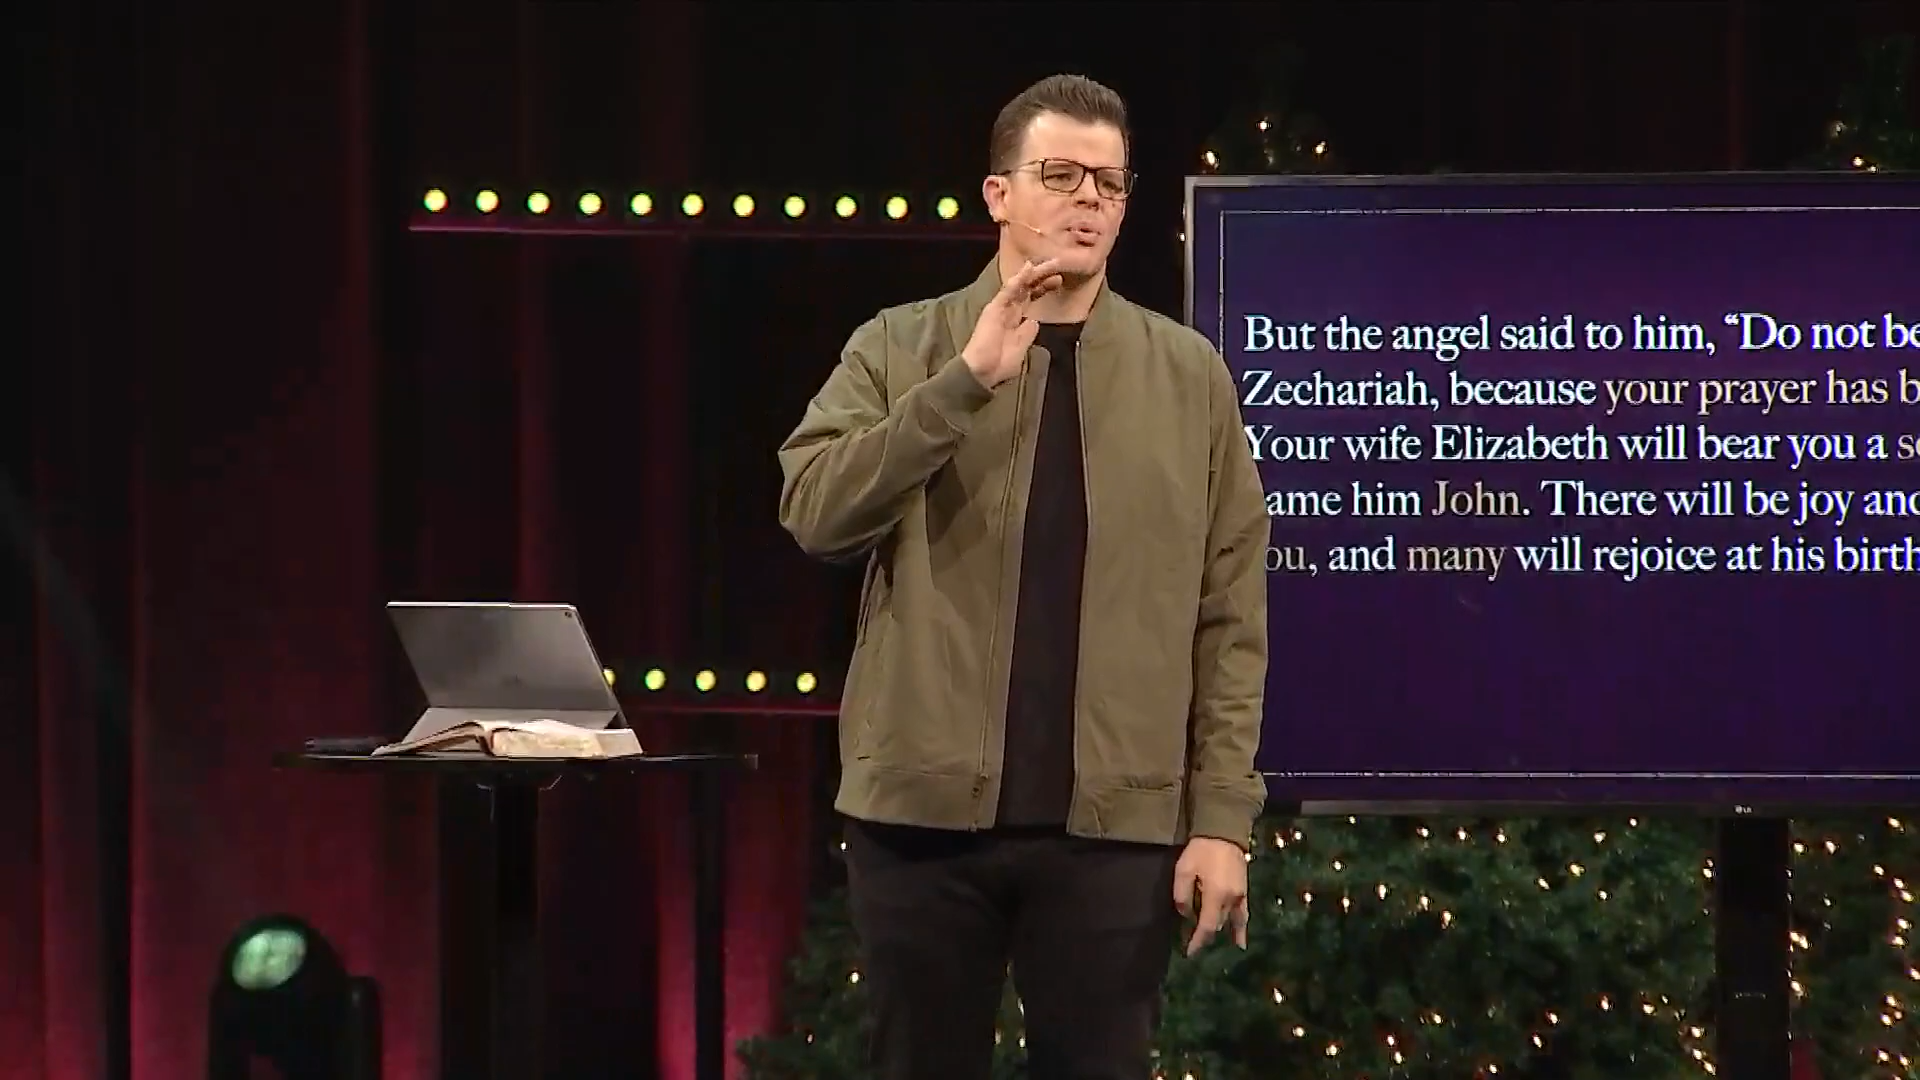 But the angel said to him, “Do not be
Zechariah, because your prayer has b
Your wife Elizabeth will bear you a s
ame him John. There will be joy and
ou, and many will rejoice at his birth
LG